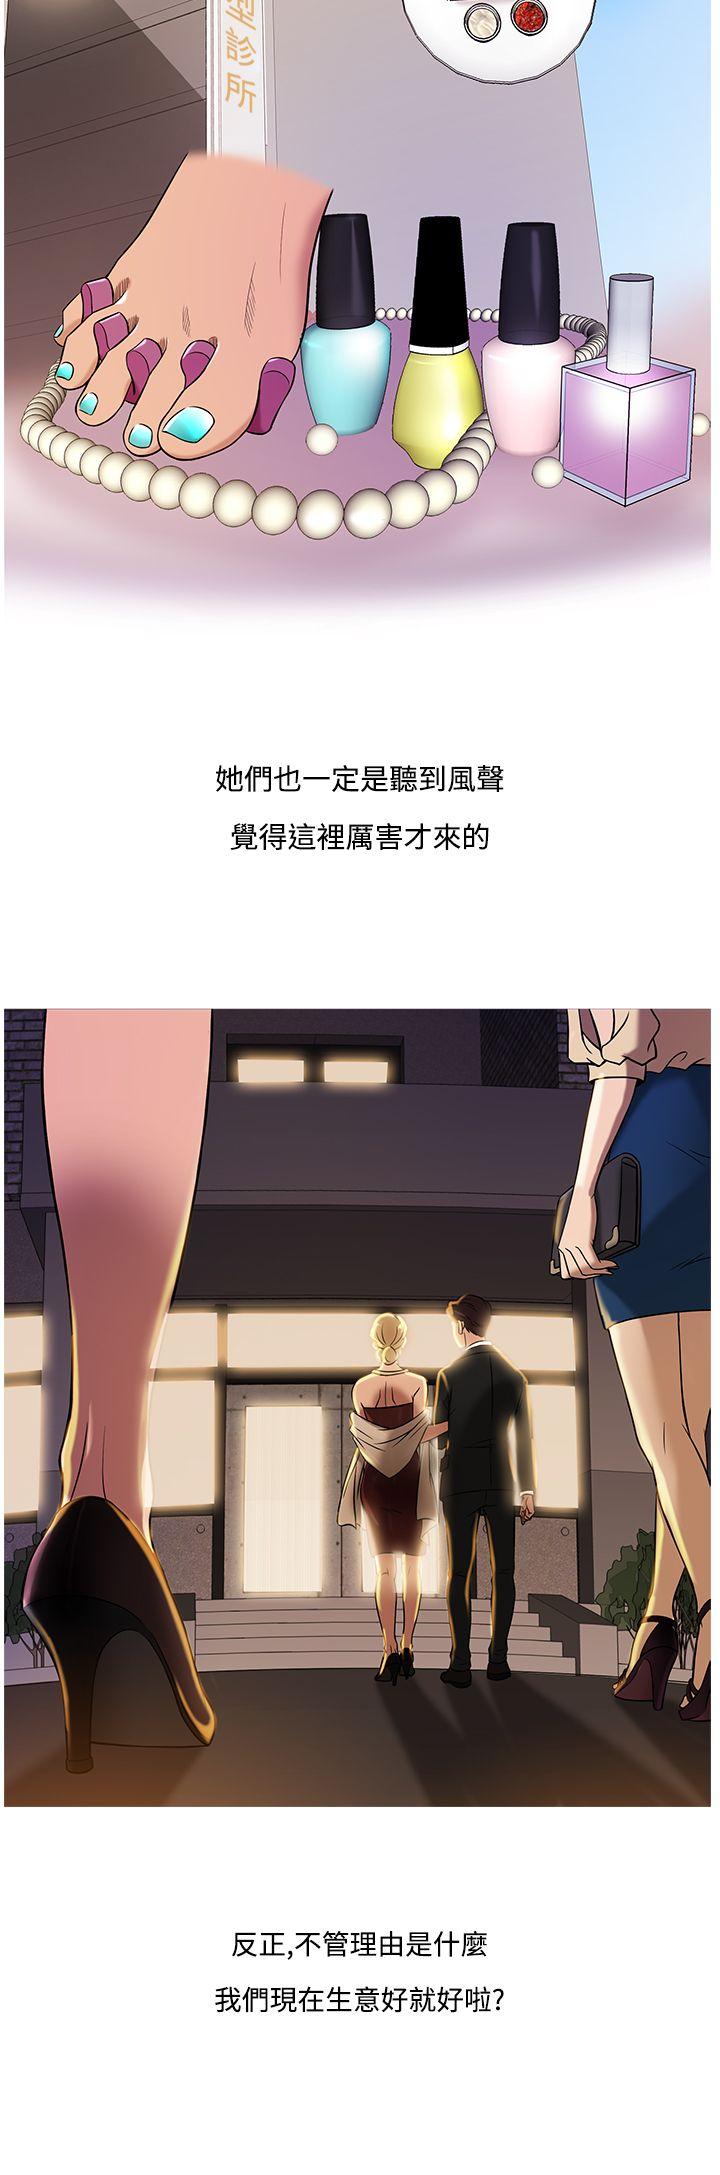 型診所
她們也一定是聽到風聲
覺得這裡厲害才來的
反正,不管理由是什麼
我們現在生意好就好啦?